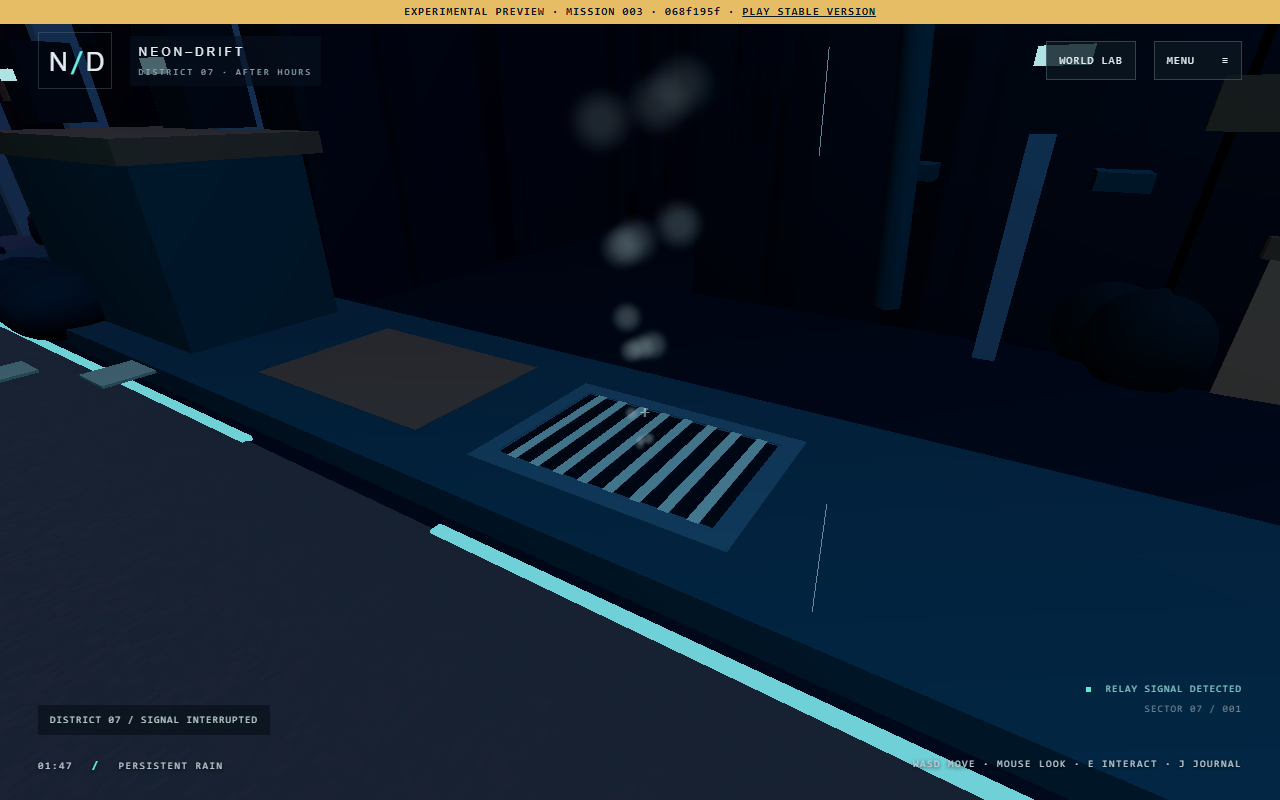 EXPERIMENTAL PREVIEW · MISSION 003 · 068f195f · PLAY STABLE VERSION
N/D
NEON—DRIFT
DISTRICT 07 · AFTER HOURS
WORLD LAB
MENU ≡
RELAY SIGNAL DETECTED
SECTOR 07 / 001
DISTRICT 07 / SIGNAL INTERRUPTED
01:47 / PERSISTENT RAIN
WASD MOVE · MOUSE LOOK · E INTERACT · J JOURNAL